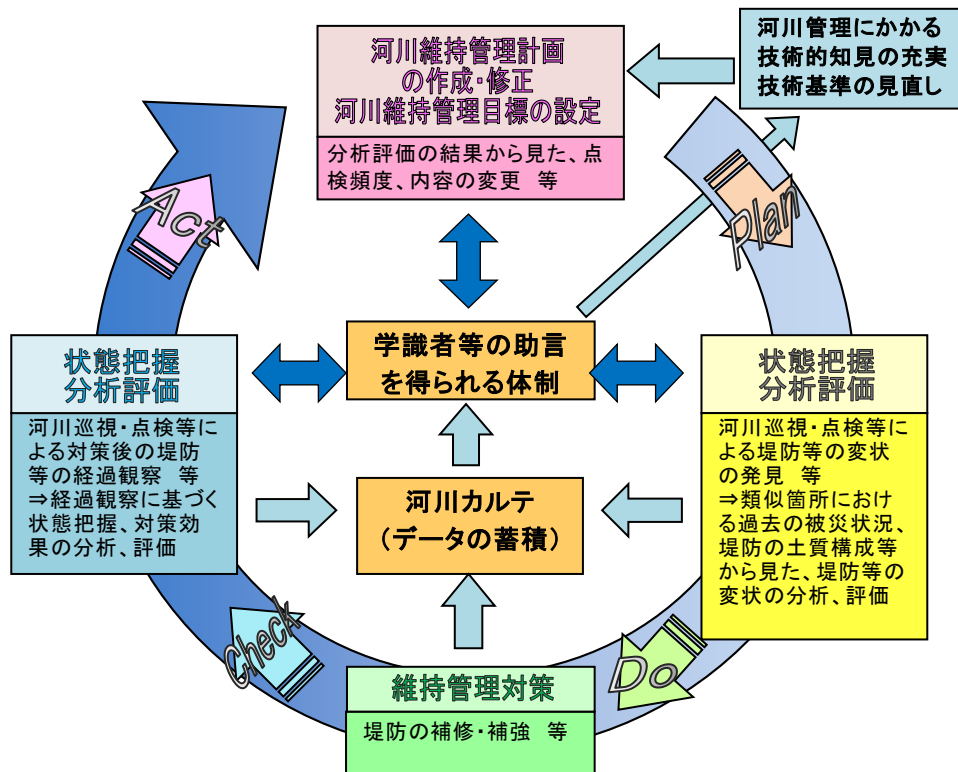 河川維持管理計画
の作成・修正
河川維持管理目標の設定
分析評価の結果から見た、点
検頻度、内容の変更 等
河川管理にかかる
技術的知見の充実
技術基準の見直し
Act
Plan
学識者等の助言
を得られる体制
状態把握
分析評価
河川巡視・点検等によ
る対策後の堤防
等の経過観察 等
⇒経過観察に基づく
状態把握、対策効
果の分析、評価
状態把握
分析評価
河川巡視・点検等に
よる堤防等の変状
の発見 等
⇒類似箇所におけ
る過去の被災状況、
堤防の土質構成等
から見た、堤防等の
変状の分析、評価
河川カルテ
(データの蓄積)
Check
Do
維持管理対策
堤防の補修・補強 等